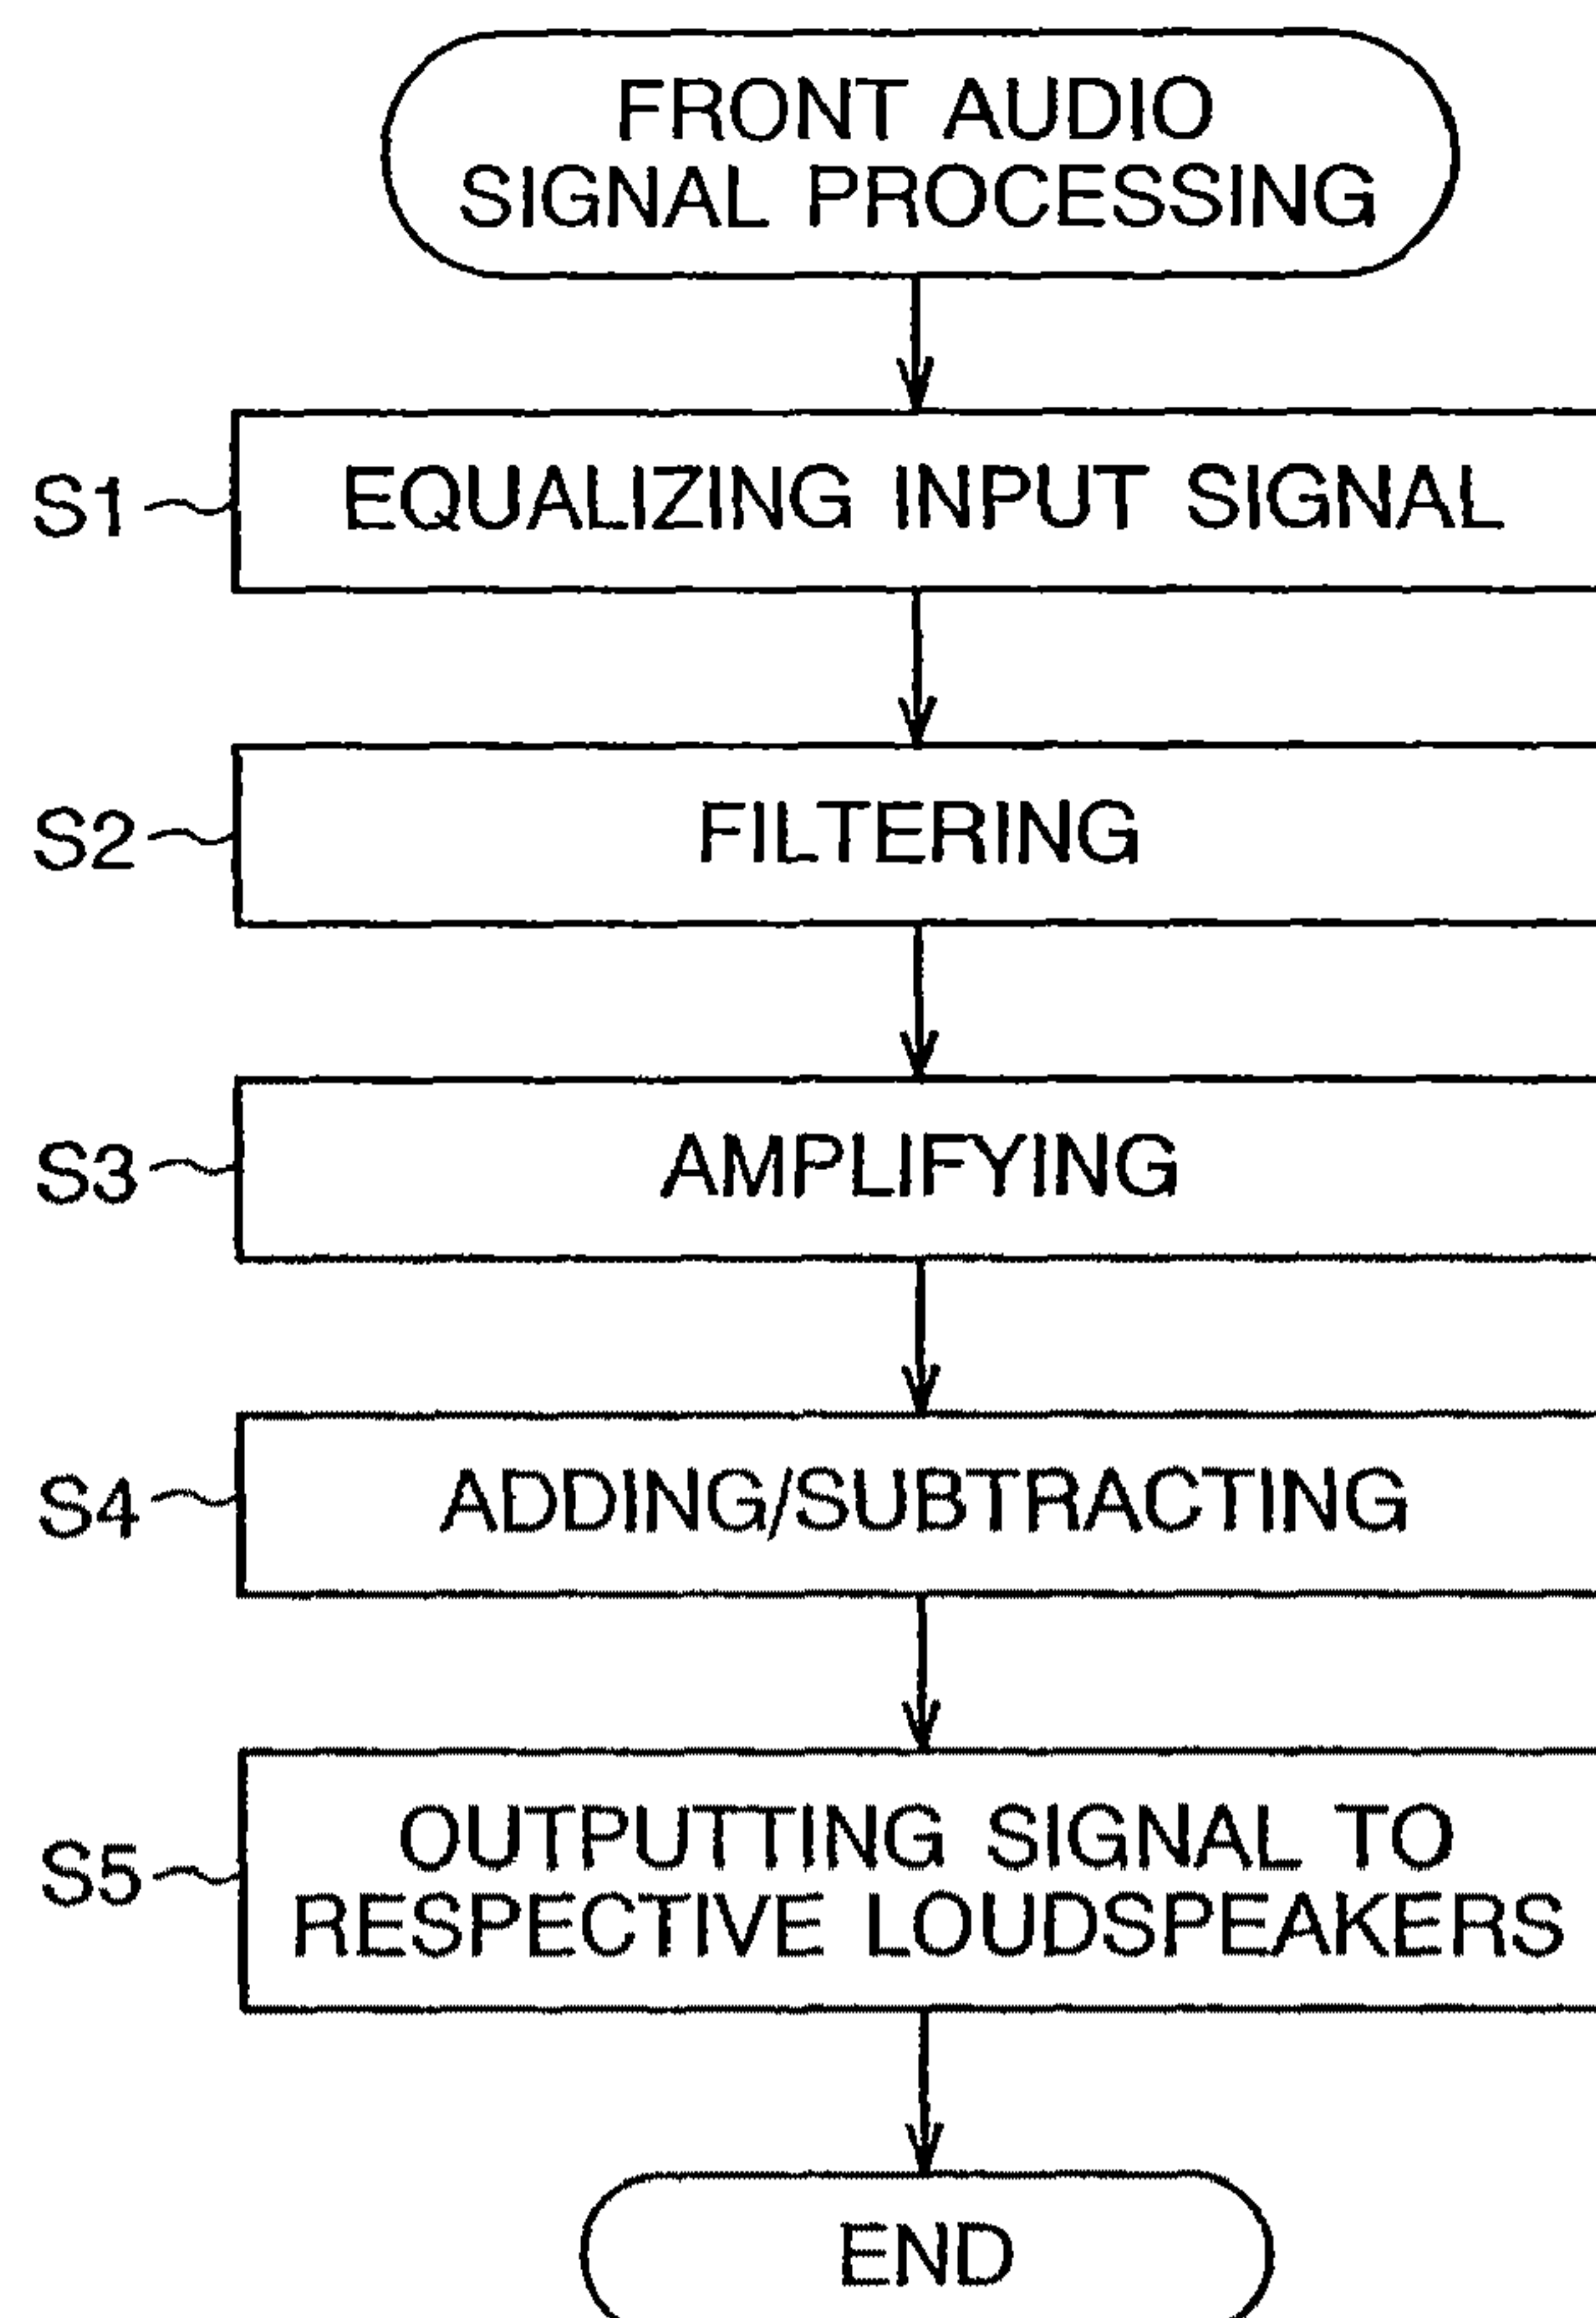 FRONT AUDIO
SIGNAL PROCESSING
S1 EQUALIZING INPUT SIGNAL
S2 FILTERING
S3 AMPLIFYING
S4 ADDING/SUBTRACTING
S5 OUTPUTTING SIGNAL TO
RESPECTIVE LOUDSPEAKERS
END